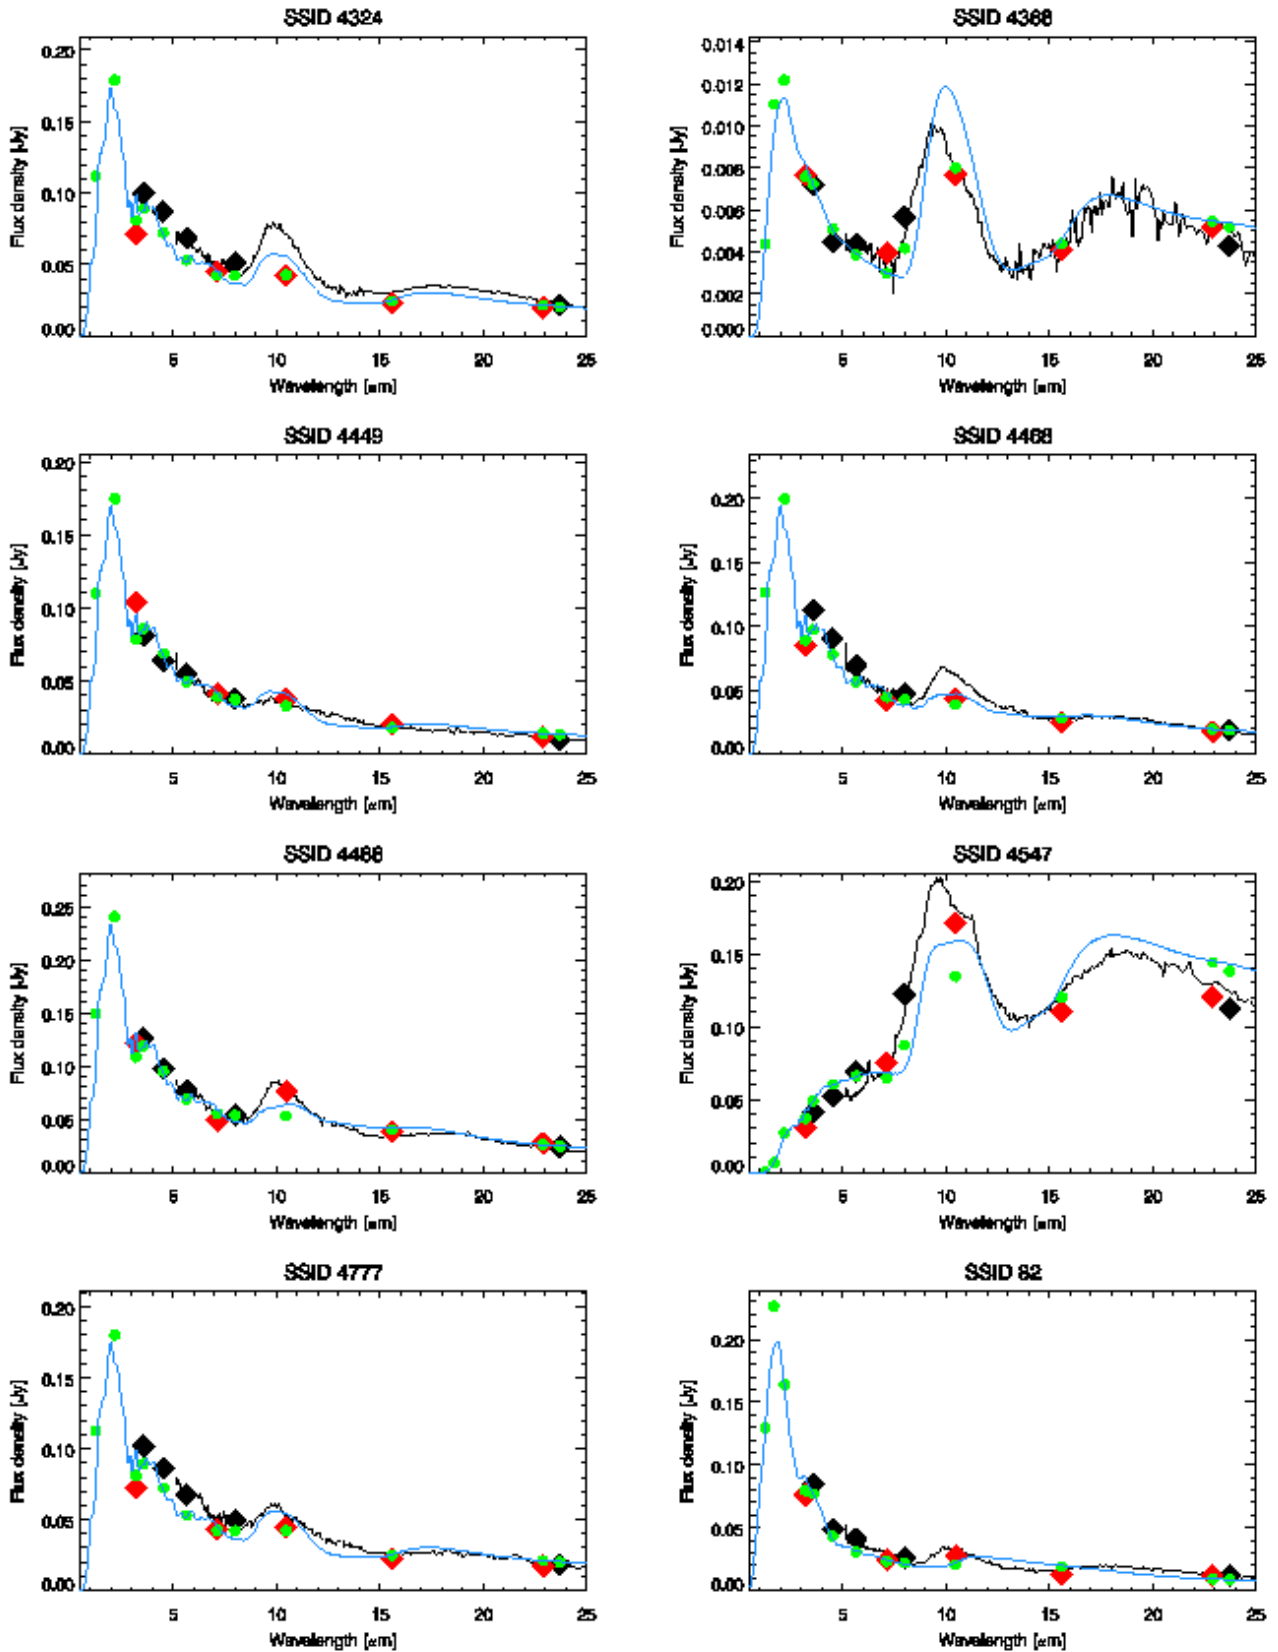 SSID 4324
Flux density [Jy]
0.20
0.15
0.10
0.05
0.00
5 10 15 20 25
Wavelength [µm]
SSID 4368
Flux density [Jy]
0.014
0.012
0.010
0.008
0.006
0.004
0.002
0.000
5 10 15 20 25
Wavelength [µm]
SSID 4449
Flux density [Jy]
0.20
0.15
0.10
0.05
0.00
5 10 15 20 25
Wavelength [µm]
SSID 4468
Flux density [Jy]
0.20
0.15
0.10
0.05
0.00
5 10 15 20 25
Wavelength [µm]
SSID 4486
Flux density [Jy]
0.25
0.20
0.15
0.10
0.05
0.00
5 10 15 20 25
Wavelength [µm]
SSID 4547
Flux density [Jy]
0.20
0.15
0.10
0.05
0.00
5 10 15 20 25
Wavelength [µm]
SSID 4777
Flux density [Jy]
0.20
0.15
0.10
0.05
0.00
5 10 15 20 25
Wavelength [µm]
SSID 82
Flux density [Jy]
0.20
0.15
0.10
0.05
0.00
5 10 15 20 25
Wavelength [µm]